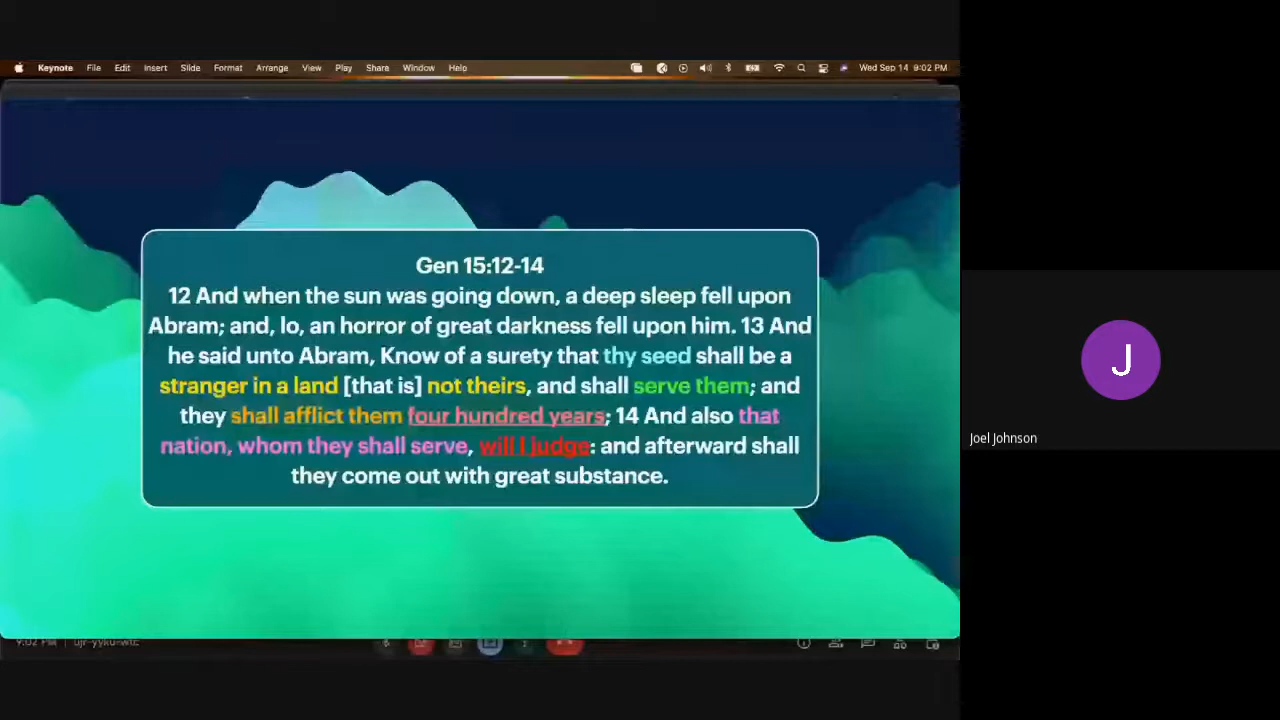 Keynote File Edit Insert Slide Format Arrange View Play Share Window Help Wed Sep 14 9:02 PM
Gen 15:12-14
12 And when the sun was going down, a deep sleep fell upon
Abram; and, lo, an horror of great darkness fell upon him. 13 And
he said unto Abram, Know of a surety that thy seed shall be a
stranger in a land [that is] not theirs, and shall serve them; and
they shall afflict them four hundred years; 14 And also that
nation, whom they shall serve, will I judge: and afterward shall
they come out with great substance.
J
Joel Johnson
9:02 PM